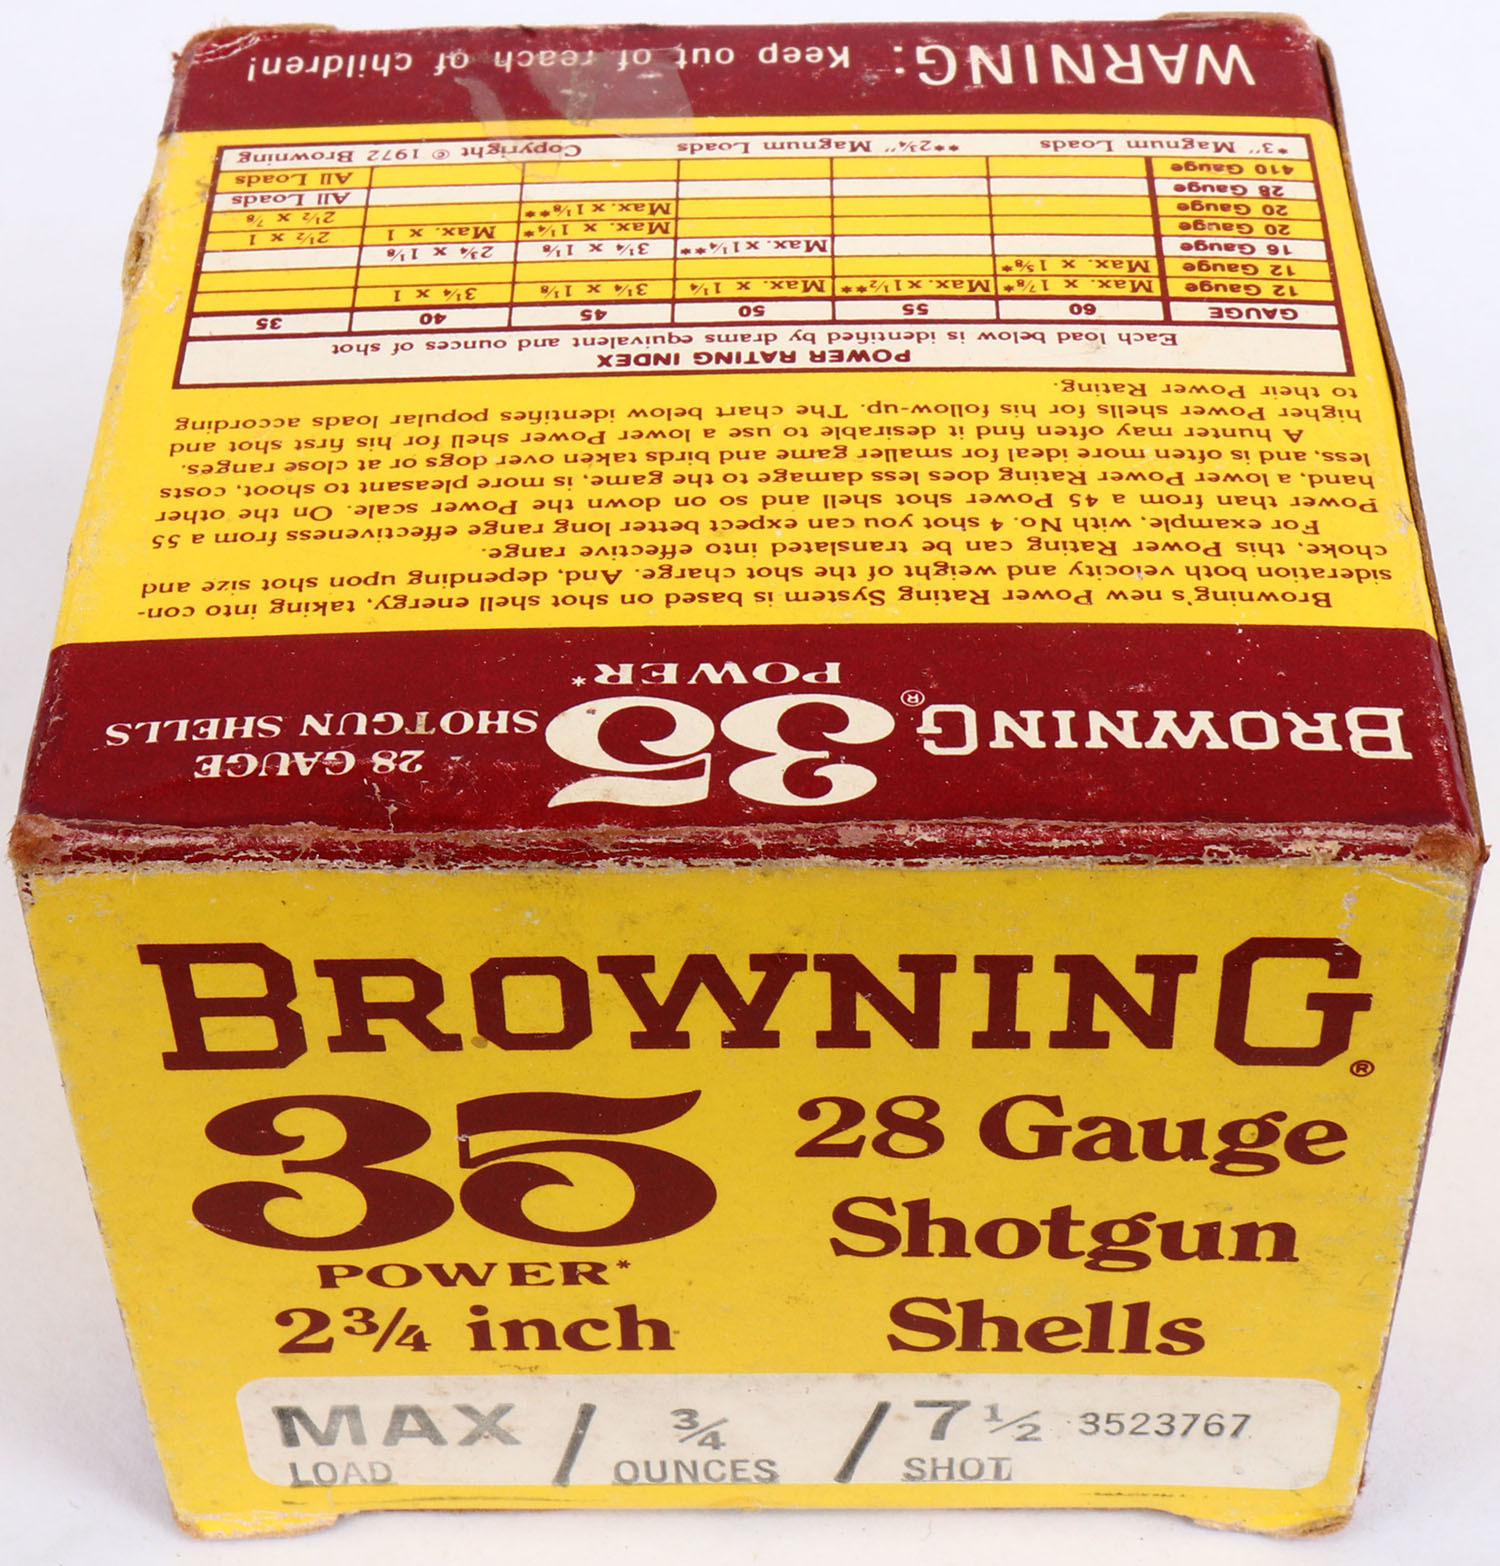 BROWNING®
35 28 Gauge
POWER* Shotgun
2¾ inch Shells
MAX / ¾ / 7½ 3523767
LOAD OUNCES SHOT
BROWNING® 35 POWER* 28 GAUGE
SHOTGUN SHELLS
Browning's new Power Rating System is based on shot shell energy, taking into con-
sideration both velocity and weight of the shot charge. And, depending upon shot size and
choke, this Power Rating can be translated into effective range.
For example, with No. 4 shot you can expect better long range effectiveness from a 55
Power than from a 45 Power shot shell and so on down the Power scale. On the other
hand, a lower Power Rating does less damage to the game, is more pleasant to shoot, costs
less, and is often more ideal for smaller game and birds taken over dogs or at close ranges.
A hunter may often find it desirable to use a lower Power shell for his first shot and
higher Power shells for his follow-up. The chart below identifies popular loads according
to their Power Rating.
POWER RATING INDEX
Each load below is identified by drams equivalent and ounces of shot
GAUGE 60 55 50 45 40 35
12 Gauge Max. x 1⅞* Max. x 1½** Max. x 1¼ 3¼ x 1⅛ 3¼ x 1
12 Gauge Max. x 1⅝*
16 Gauge Max. x 1¼** 3¼ x 1⅛ 2¾ x 1⅛
20 Gauge Max. x 1¼* Max. x 1 2½ x 1
20 Gauge Max. x 1⅛** 2½ x ⅞
28 Gauge All Loads
410 Gauge All Loads
*3" Magnum Loads **2¾" Magnum Loads Copyright © 1972 Browning
WARNING: Keep out of reach of children!